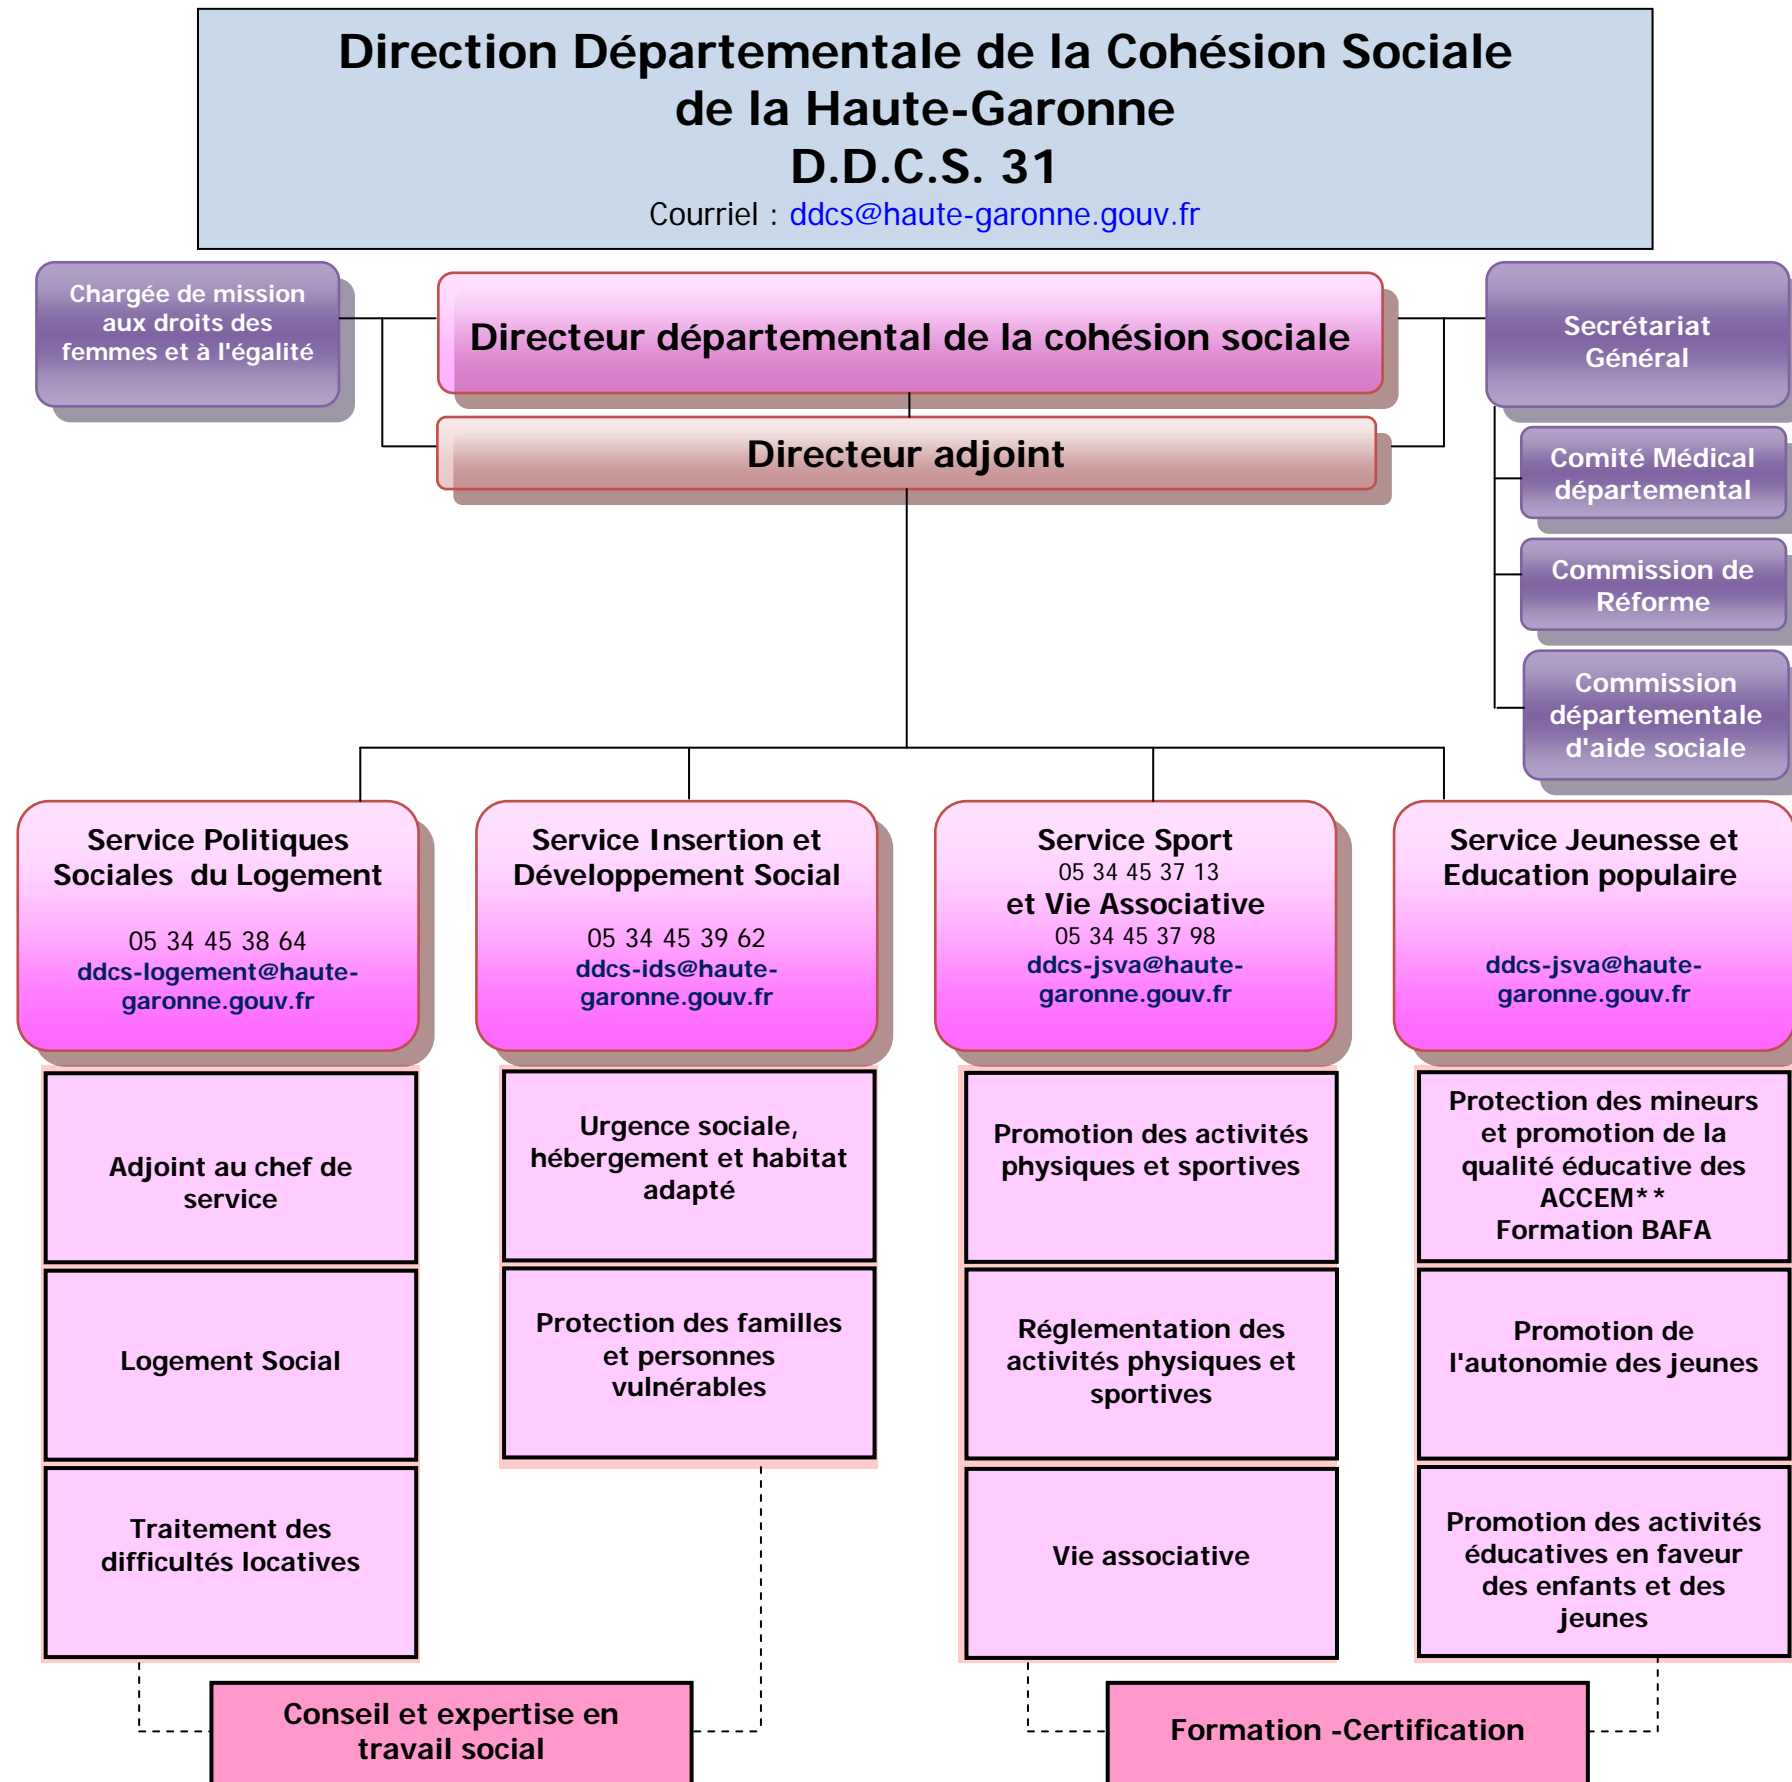 Direction Départementale de la Cohésion Sociale
de la Haute-Garonne
D.D.C.S. 31
Courriel : ddcs@haute-garonne.gouv.fr
Chargée de mission
aux droits des
femmes et à l'égalité
Directeur départemental de la cohésion sociale
Secrétariat
Général
Directeur adjoint
Comité Médical
départemental
Commission de
Réforme
Commission
départementale
d'aide sociale
Service Politiques
Sociales du Logement
05 34 45 38 64
ddcs-logement@haute-
garonne.gouv.fr
Service Insertion et
Développement Social
05 34 45 39 62
ddcs-ids@haute-
garonne.gouv.fr
Service Sport
05 34 45 37 13
et Vie Associative
05 34 45 37 98
ddcs-jsva@haute-
garonne.gouv.fr
Service Jeunesse et
Education populaire
ddcs-jsva@haute-
garonne.gouv.fr
Adjoint au chef de
service
Logement Social
Traitement des
difficultés locatives
Urgence sociale,
hébergement et habitat
adapté
Protection des familles
et personnes
vulnérables
Promotion des activités
physiques et sportives
Réglementation des
activités physiques et
sportives
Vie associative
Protection des mineurs
et promotion de la
qualité éducative des
ACCEM**
Formation BAFA
Promotion de
l'autonomie des jeunes
Promotion des activités
éducatives en faveur
des enfants et des
jeunes
Conseil et expertise en
travail social
Formation -Certification